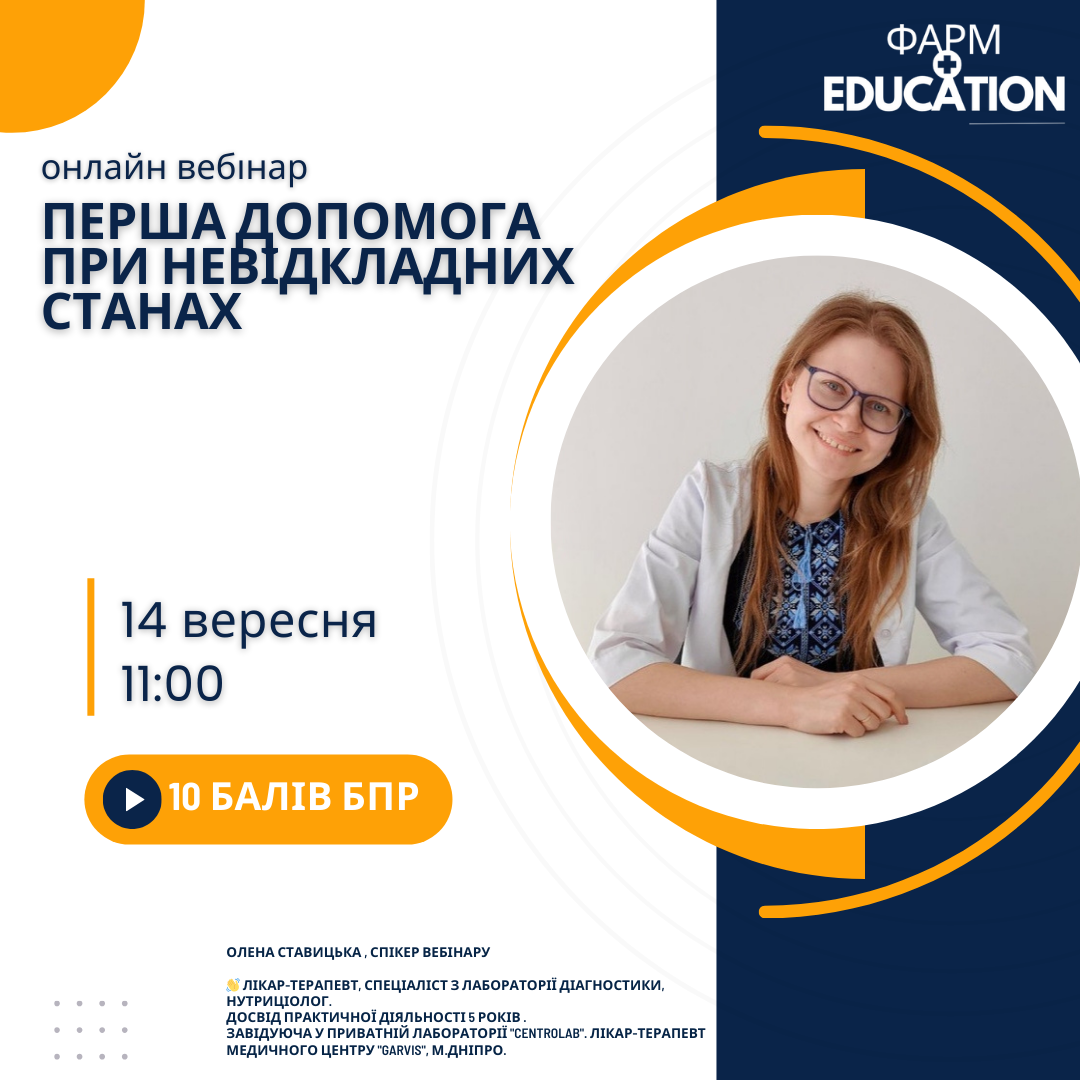 ФАРМ
EDUCATION
онлайн вебінар
ПЕРША ДОПОМОГА
ПРИ НЕВІДКЛАДНИХ
СТАНАХ
14 вересня
11:00
10 БАЛІВ БПР
ОЛЕНА СТАВИЦЬКА , СПІКЕР ВЕБІНАРУ
👏 ЛІКАР-ТЕРАПЕВТ, СПЕЦІАЛІСТ З ЛАБОРАТОРІЇ ДІАГНОСТИКИ,
НУТРИЦІОЛОГ.
ДОСВІД ПРАКТИЧНОЇ ДІЯЛЬНОСТІ 5 РОКІВ .
ЗАВІДУЮЧА У ПРИВАТНІЙ ЛАБОРАТОРІЇ "CENTROLAB". ЛІКАР-ТЕРАПЕВТ
МЕДИЧНОГО ЦЕНТРУ "GARVIS", М.ДНІПРО.